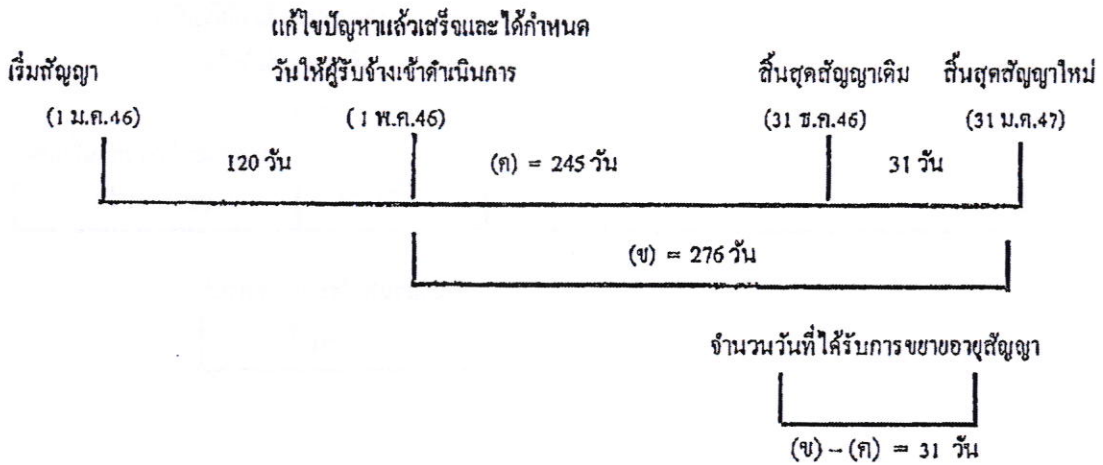 แก้ไขปัญหาแล้วเสร็จและได้กำหนด
เริ่มสัญญา วันให้ผู้รับจ้างเข้าดำเนินการ สิ้นสุดสัญญาเดิม สิ้นสุดสัญญาใหม่
(1 ม.ค.46) (1 พ.ค.46) (31 ธ.ค.46) (31 ม.ค.47)
120 วัน (ค) = 245 วัน 31 วัน
(ข) = 276 วัน
จำนวนวันที่ได้รับการขยายอายุสัญญา
(ข) – (ค) = 31 วัน